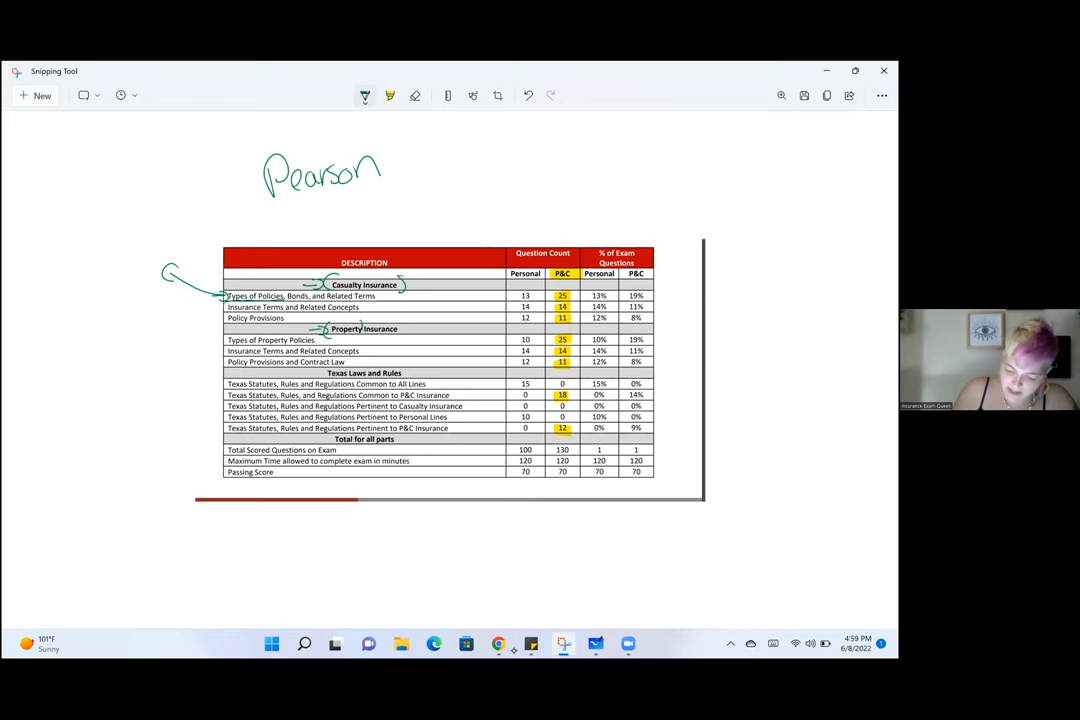 Snipping Tool
New
Pearson
DESCRIPTION Question Count % of Exam Questions
Personal P&C Personal P&C
Casualty Insurance
Types of Policies, Bonds, and Related Terms 13 25 13% 19%
Insurance Terms and Related Concepts 14 14 14% 11%
Policy Provisions 12 11 12% 8%
Property Insurance
Types of Property Policies 10 25 10% 19%
Insurance Terms and Related Concepts 14 14 14% 11%
Policy Provisions and Contract Law 12 11 12% 8%
Texas Laws and Rules
Texas Statutes, Rules and Regulations Common to All Lines 15 0 15% 0%
Texas Statutes, Rules, and Regulations Common to P&C Insurance 0 18 0% 14%
Texas Statutes, Rules and Regulations Pertinent to Casualty Insurance 0 0 0% 0%
Texas Statutes, Rules and Regulations Pertinent to Personal Lines 10 0 10% 0%
Texas Statutes, Rules and Regulations Pertinent to P&C Insurance 0 12 0% 9%
Total for all parts
Total Scored Questions on Exam 100 130 1 1
Maximum Time allowed to complete exam in minutes 120 120 120 120
Passing Score 70 70 70 70
Insurance Exam Queen
101°F
Sunny
4:59 PM
6/8/2022
1